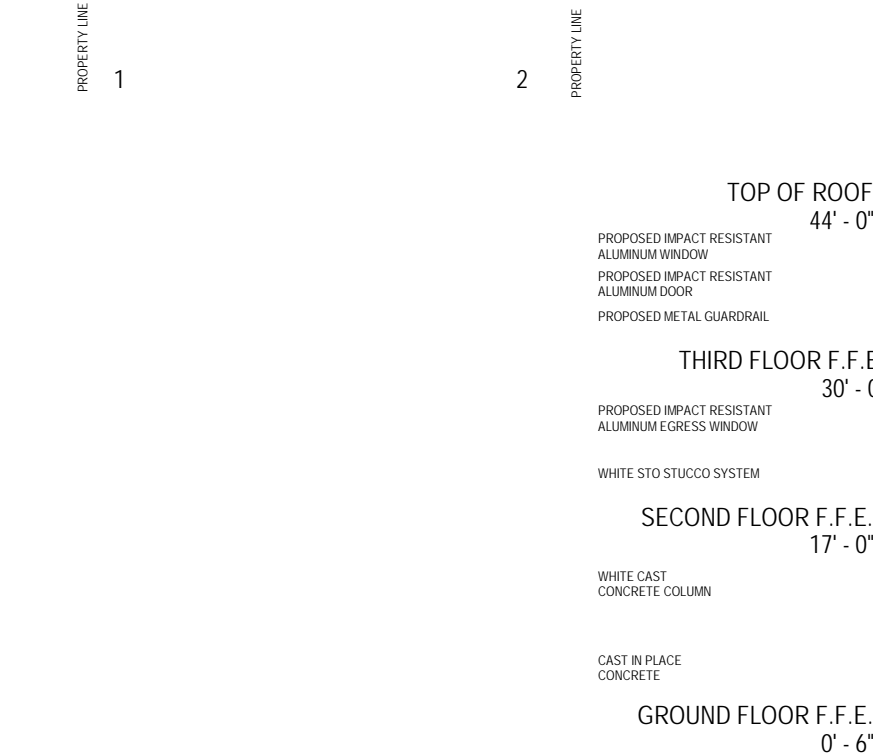 PROPERTY LINE
1
2
PROPERTY LINE
TOP OF ROOF
44' - 0"
PROPOSED IMPACT RESISTANT
ALUMINUM WINDOW
PROPOSED IMPACT RESISTANT
ALUMINUM DOOR
PROPOSED METAL GUARDRAIL
THIRD FLOOR F.F.E
30' - 0
PROPOSED IMPACT RESISTANT
ALUMINUM EGRESS WINDOW
WHITE STO STUCCO SYSTEM
SECOND FLOOR F.F.E.
17' - 0"
WHITE CAST
CONCRETE COLUMN
CAST IN PLACE
CONCRETE
GROUND FLOOR F.F.E.
0' - 6"